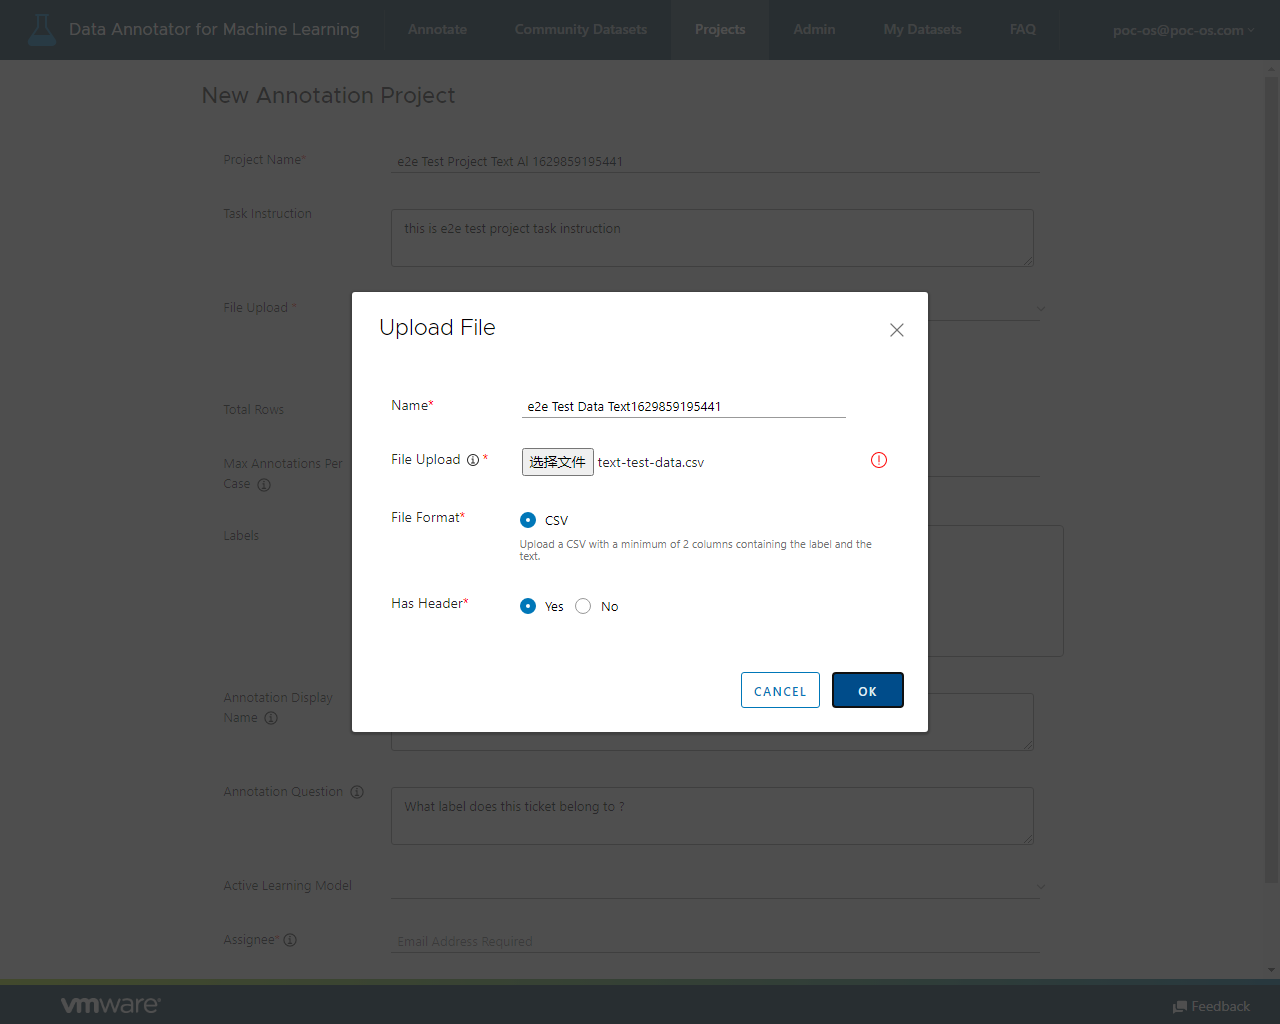 Data Annotator for Machine Learning
Annotate
Community Datasets
Projects
Admin
My Datasets
FAQ
poc-os@poc-os.com
New Annotation Project
Project Name*
e2e Test Project Text Al 1629859195441
Task Instruction
this is e2e test project task instruction
File Upload *
Upload File
Name*
e2e Test Data Text1629859195441
File Upload *
选择文件 text-test-data.csv
File Format*
CSV
Upload a CSV with a minimum of 2 columns containing the label and the
text.
Has Header*
Yes
No
CANCEL
OK
Total Rows
Max Annotations Per
Case
Labels
Annotation Display
Name
Annotation Question
What label does this ticket belong to ?
Active Learning Model
Assignee*
Email Address Required
vmware®
Feedback